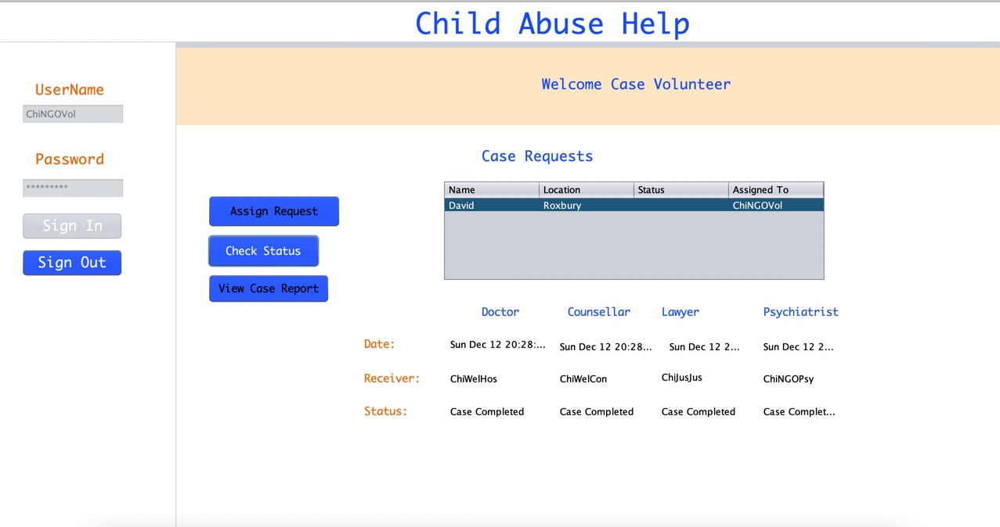 Child Abuse Help
UserName
ChiNGOVol
Password
*********
Sign In
Sign Out
Welcome Case Volunteer
Case Requests
Name Location Status Assigned To
David Roxbury ChiNGOVol
Assign Request
Check Status
View Case Report
Doctor Counsellar Lawyer Psychiatrist
Date: Sun Dec 12 20:28:... Sun Dec 12 20:28... Sun Dec 12 2... Sun Dec 12 2...
Receiver: ChiWelHos ChiWelCon ChiJusJus ChiNGOPsy
Status: Case Completed Case Completed Case Completed Case Complet...